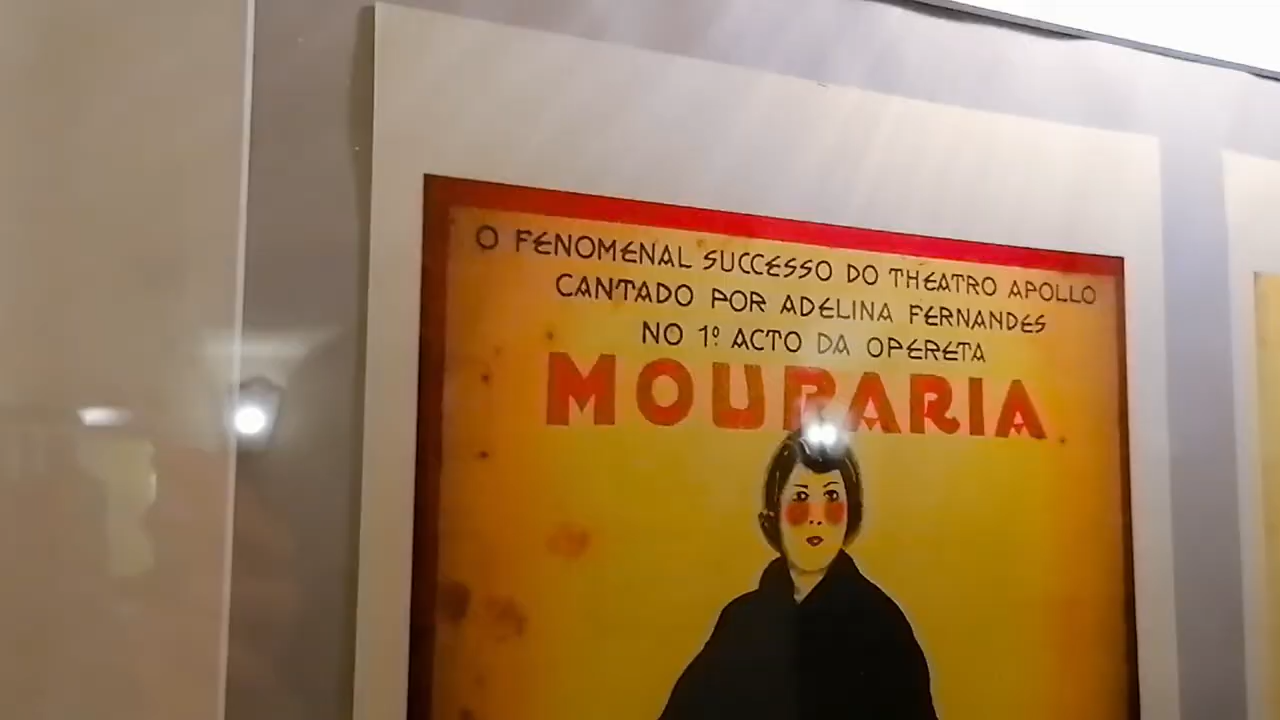 O FENOMENAL SUCCESSO DO THEATRO APOLLO
CANTADO POR ADELINA FERNANDES
NO 1º ACTO DA OPERETA
MOURARIA